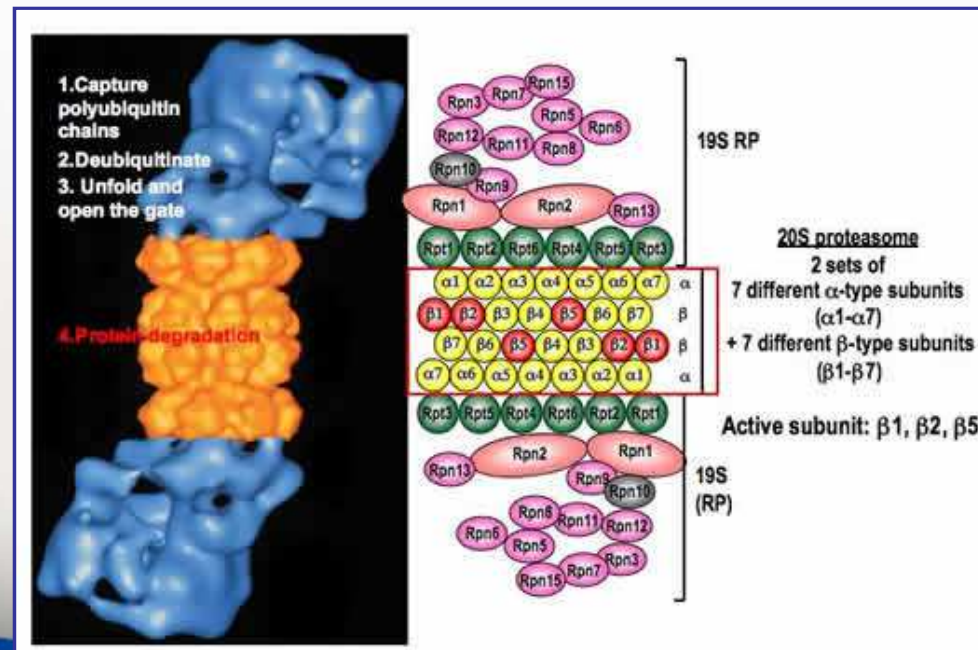 1.Capture
polyubiquitin
chains
2.Deubiquitinate
3. Unfold and
open the gate
4.Protein-degradation
Rpn15
Rpn7
Rpn3
Rpn5
Rpn6
Rpn12
Rpn11
Rpn8
Rpn10
Rpn9
Rpn1
Rpn2
Rpn13
Rpt1 Rpt2 Rpt6 Rpt4 Rpt5 Rpt3
α1 α2 α3 α4 α5 α6 α7 α
β1 β2 β3 β4 β5 β6 β7 β
β7 β6 β5 β4 β3 β2 β1 β
α7 α6 α5 α4 α3 α2 α1 α
Rpt3 Rpt5 Rpt4 Rpt6 Rpt2 Rpt1
Rpn2
Rpn1
Rpn13
Rpn9
Rpn10
Rpn8
Rpn11
Rpn12
Rpn6
Rpn5
Rpn3
Rpn7
Rpn15
19S RP
19S
(RP)
20S proteasome
2 sets of
7 different α-type subunits
(α1-α7)
+ 7 different β-type subunits
(β1-β7)
Active subunit: β1, β2, β5